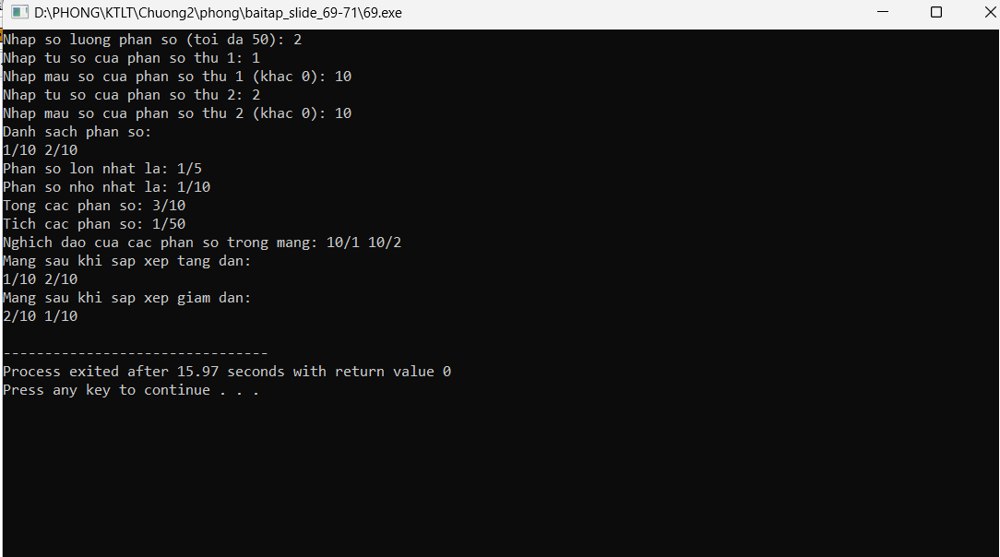 D:\PHONG\KTLT\Chuong2\phong\baitap_slide_69-71\69.exe
Nhap so luong phan so (toi da 50): 2
Nhap tu so cua phan so thu 1: 1
Nhap mau so cua phan so thu 1 (khac 0): 10
Nhap tu so cua phan so thu 2: 2
Nhap mau so cua phan so thu 2 (khac 0): 10
Danh sach phan so:
1/10 2/10
Phan so lon nhat la: 1/5
Phan so nho nhat la: 1/10
Tong cac phan so: 3/10
Tich cac phan so: 1/50
Nghich dao cua cac phan so trong mang: 10/1 10/2
Mang sau khi sap xep tang dan:
1/10 2/10
Mang sau khi sap xep giam dan:
2/10 1/10
--------------------------------
Process exited after 15.97 seconds with return value 0
Press any key to continue . . .